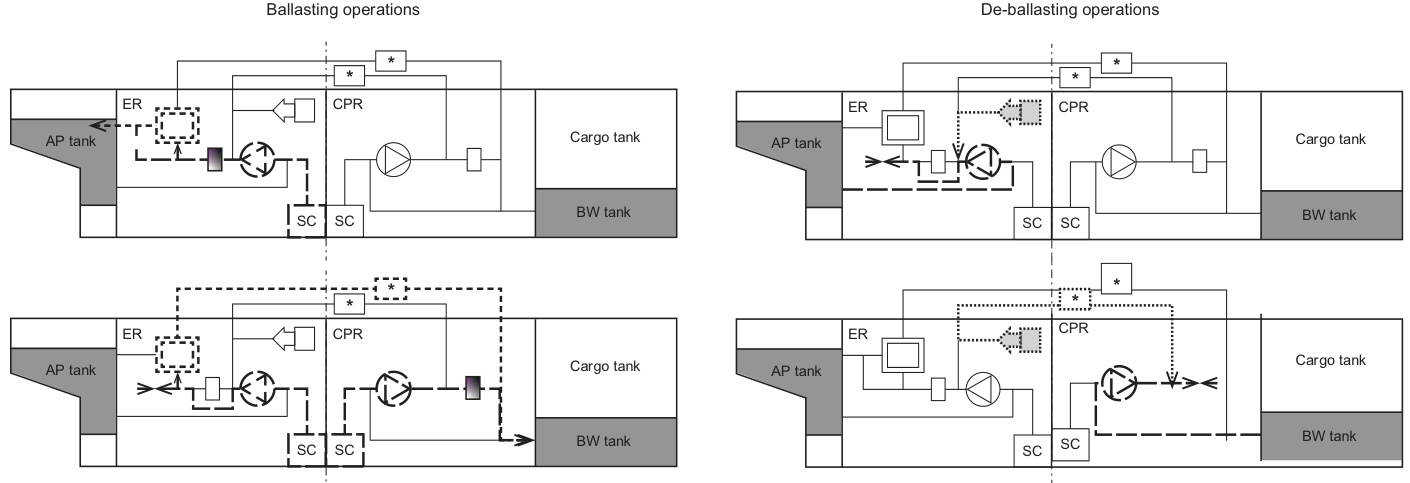 Ballasting operations
De-ballasting operations
*
*
ER
CPR
AP tank
Cargo tank
SC
SC
BW tank
*
*
ER
CPR
AP tank
Cargo tank
SC
SC
BW tank
*
*
ER
CPR
AP tank
Cargo tank
SC
SC
BW tank
*
*
ER
CPR
AP tank
Cargo tank
SC
SC
BW tank